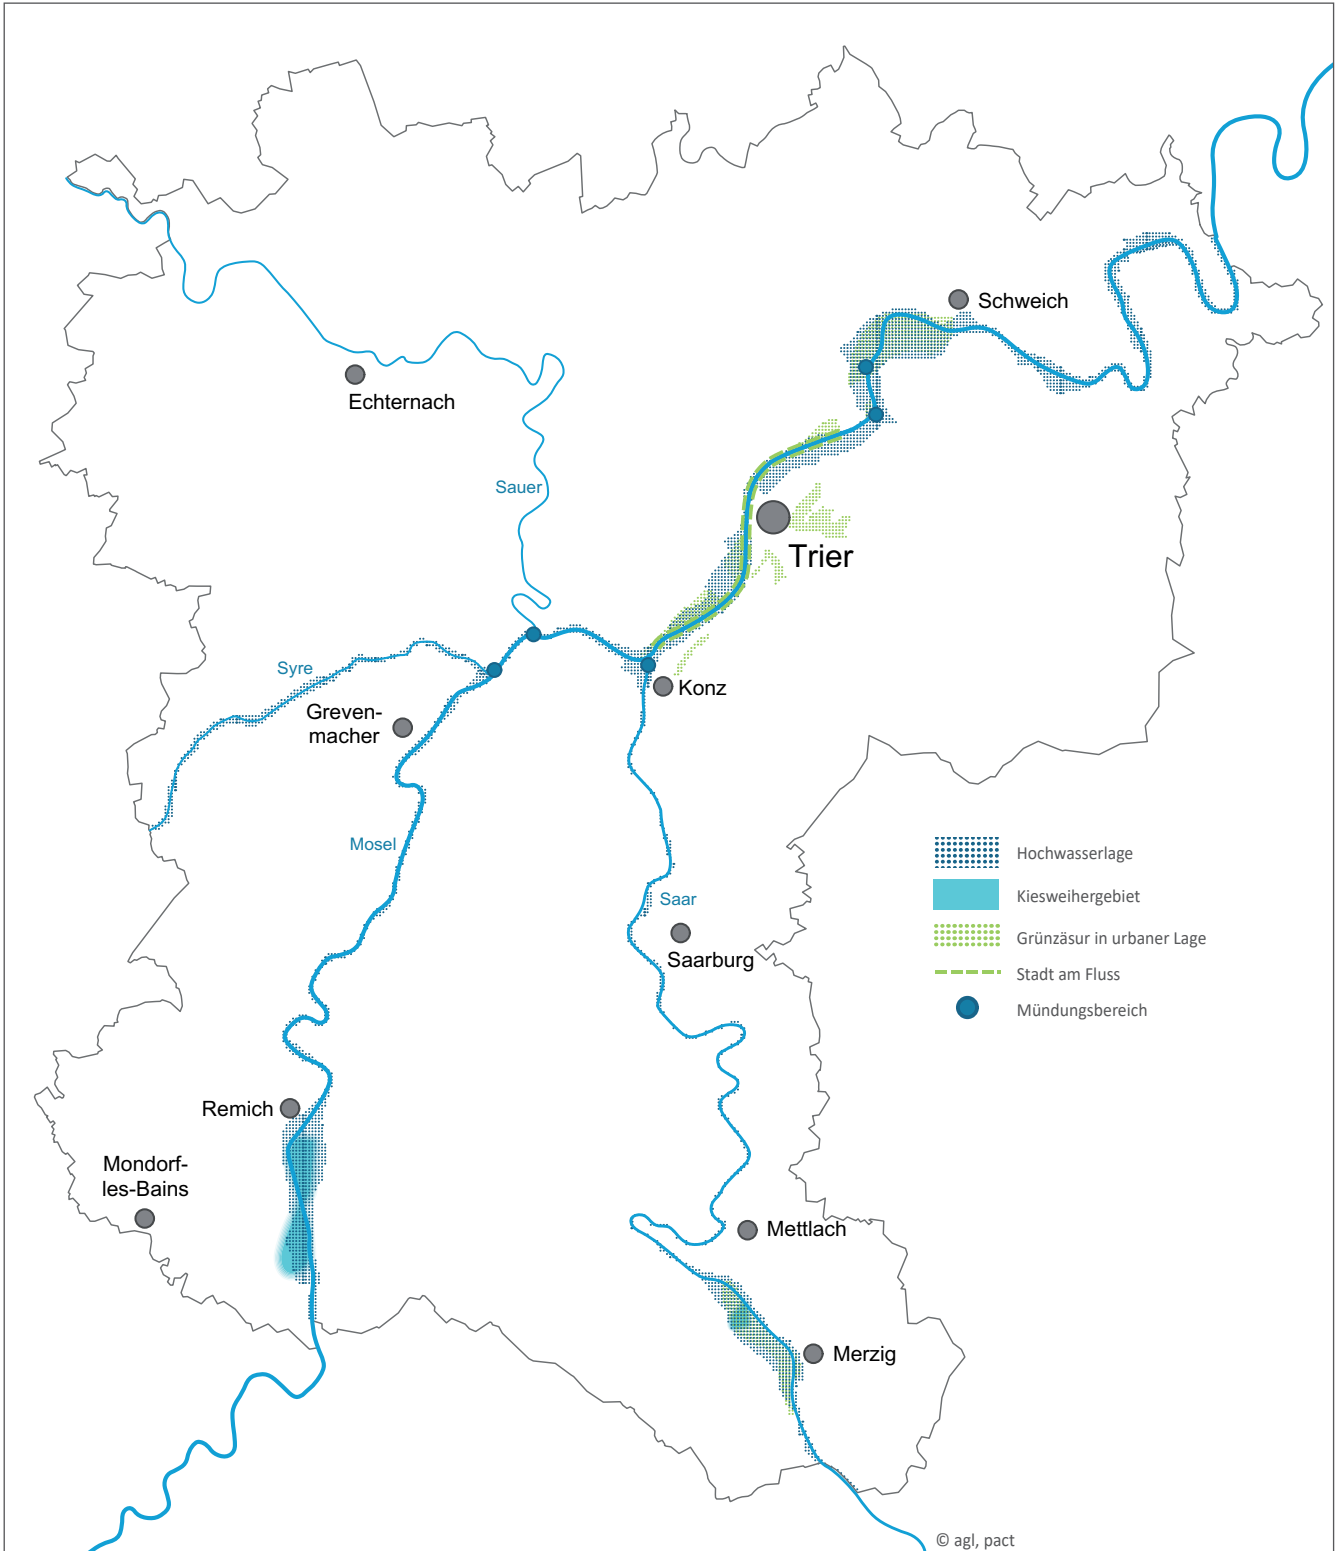 Schweich
Echternach
Sauer
Trier
Syre
Konz
Greven-
macher
Mosel
Hochwasserlage
Saar
Kiesweihergebiet
Grünzäsur in urbaner Lage
Saarburg
Stadt am Fluss
Mündungsbereich
Remich
Mondorf-
les-Bains
Mettlach
Merzig
© agl, pact